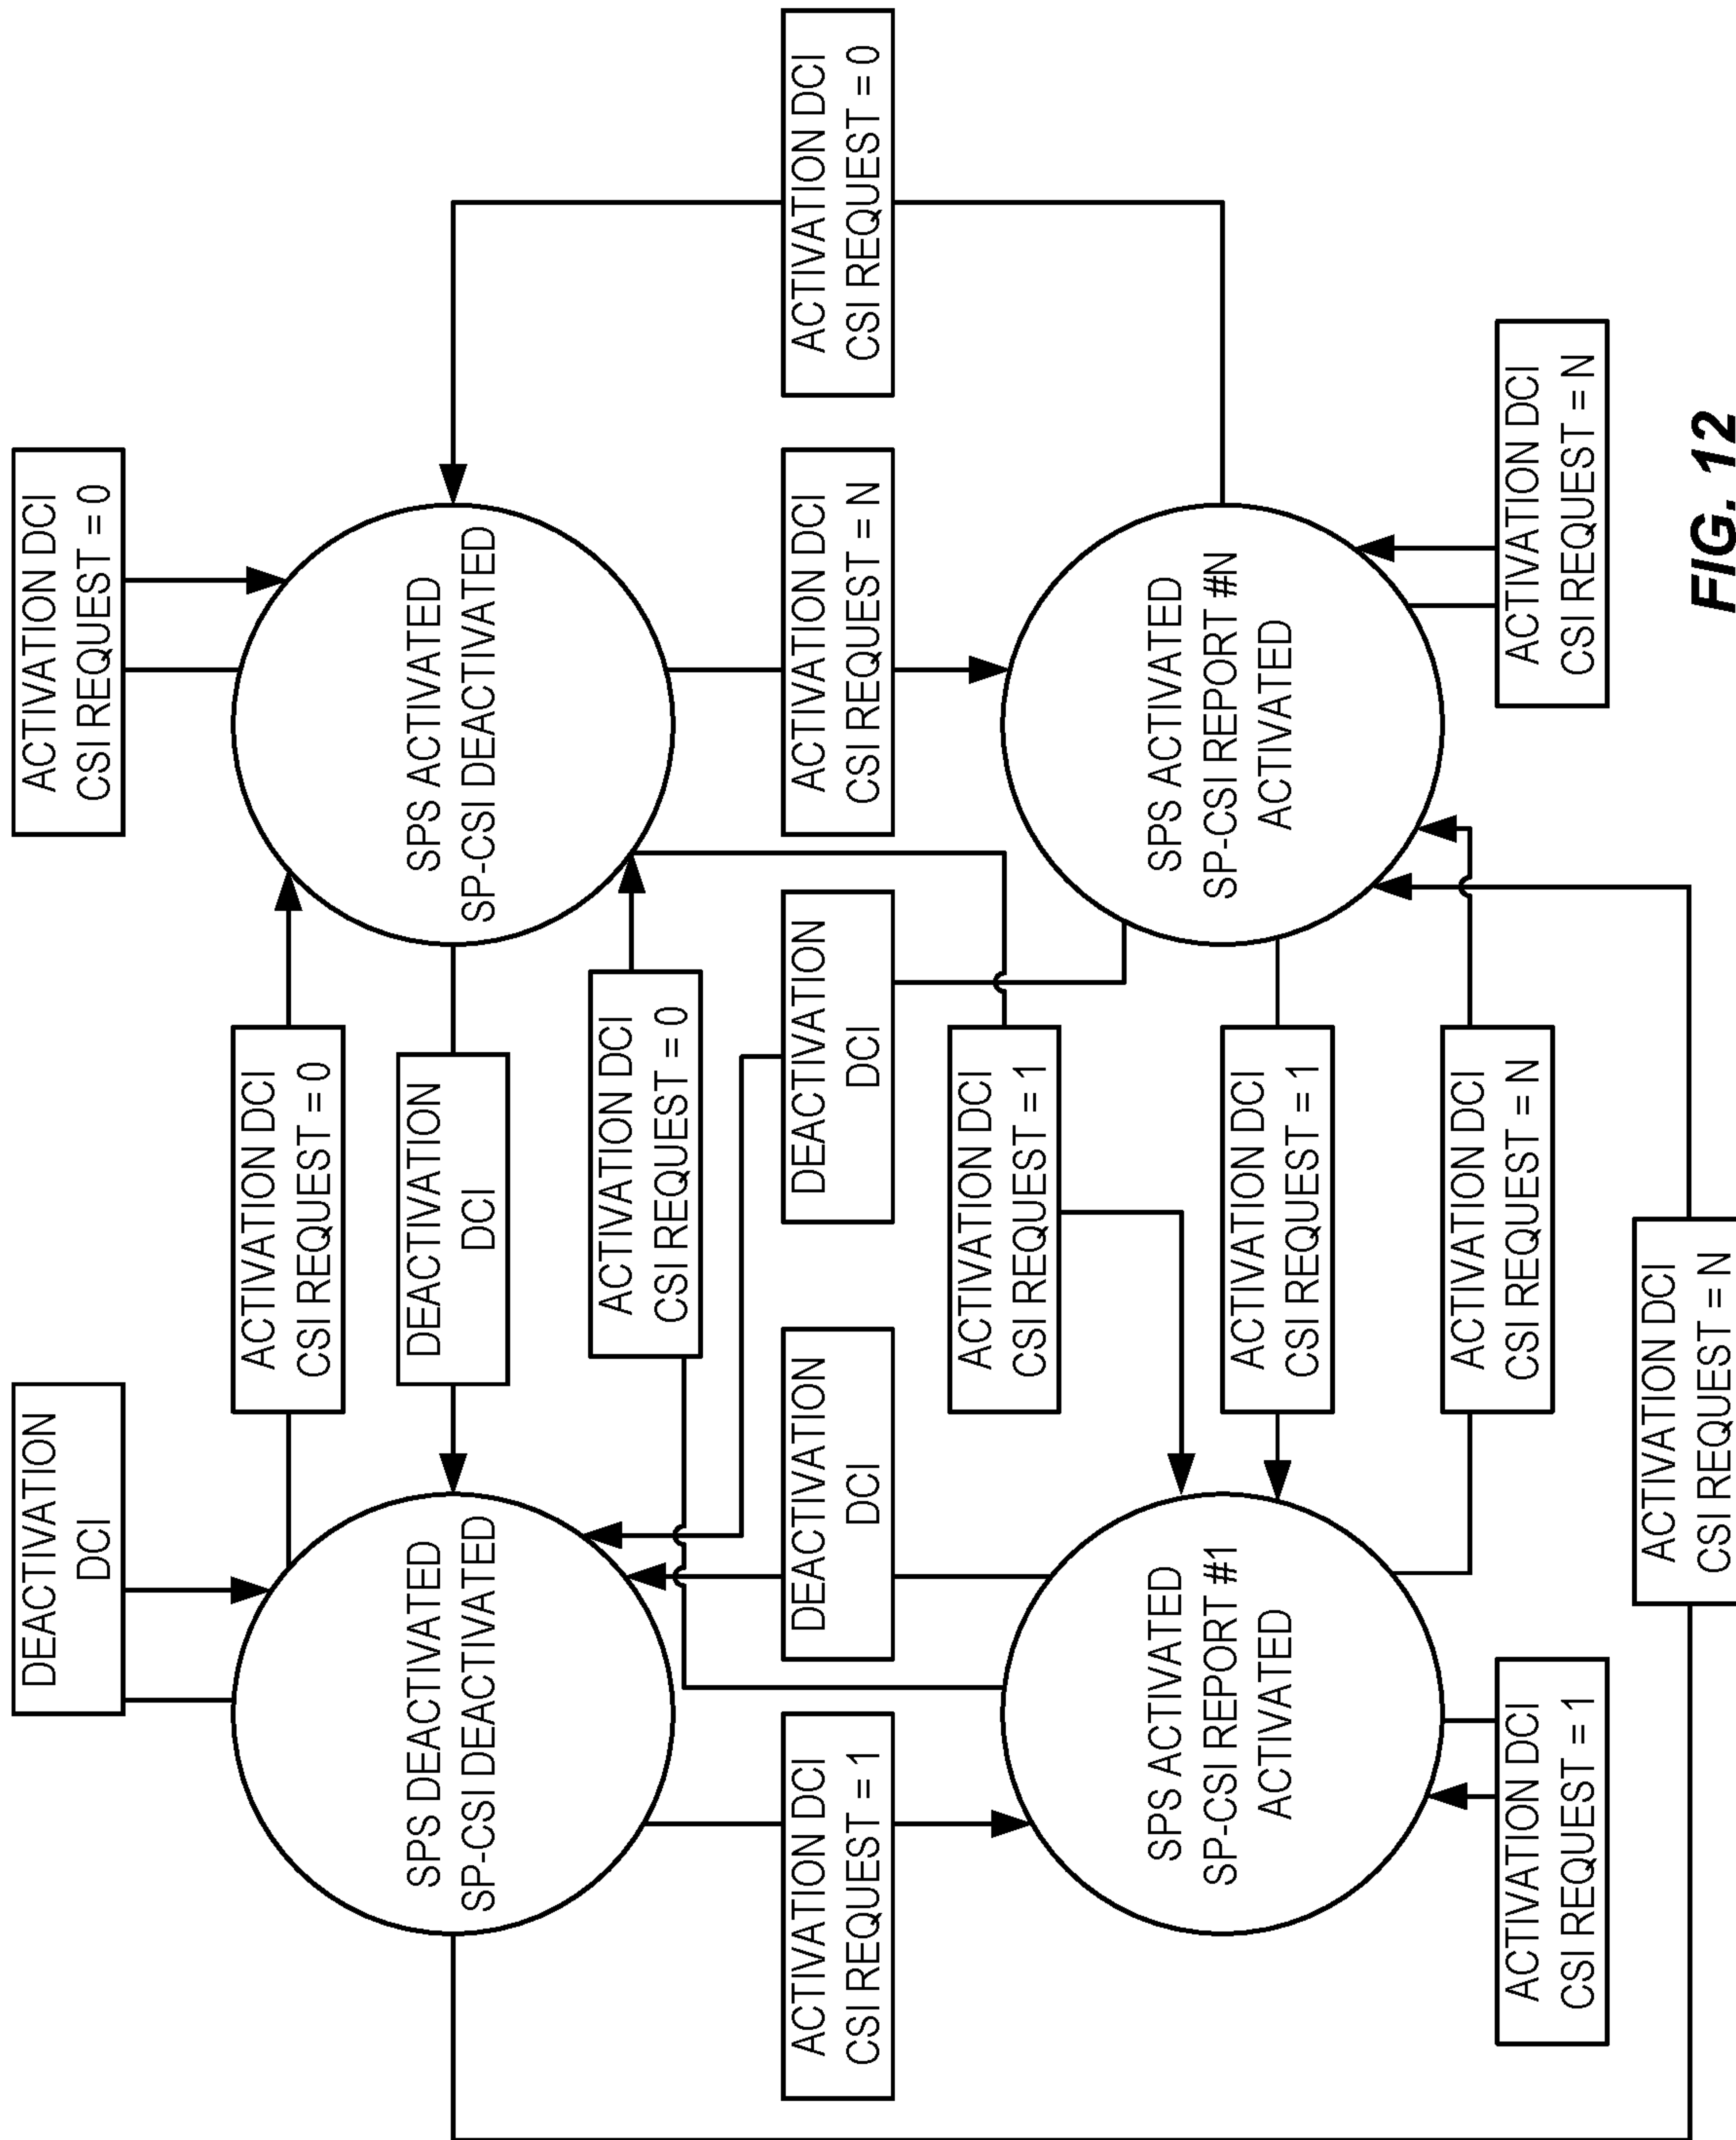 DEACTIVATION
DCI
ACTIVATION DCI
CSI REQUEST = 0
ACTIVATION DCI
CSI REQUEST = 0
SPS DEACTIVATED
SP-CSI DEACTIVATED
DEACTIVATION
DCI
SPS ACTIVATED
SP-CSI DEACTIVATED
ACTIVATION DCI
CSI REQUEST = 0
ACTIVATION DCI
CSI REQUEST = 1
DEACTIVATION
DCI
DEACTIVATION
DCI
ACTIVATION DCI
CSI REQUEST = N
ACTIVATION DCI
CSI REQUEST = 0
ACTIVATION DCI
CSI REQUEST = 1
SPS ACTIVATED
SP-CSI REPORT #1
ACTIVATED
ACTIVATION DCI
CSI REQUEST = 1
SPS ACTIVATED
SP-CSI REPORT #N
ACTIVATED
ACTIVATION DCI
CSI REQUEST = 1
ACTIVATION DCI
CSI REQUEST = N
ACTIVATION DCI
CSI REQUEST = N
ACTIVATION DCI
CSI REQUEST = N
FIG. 12